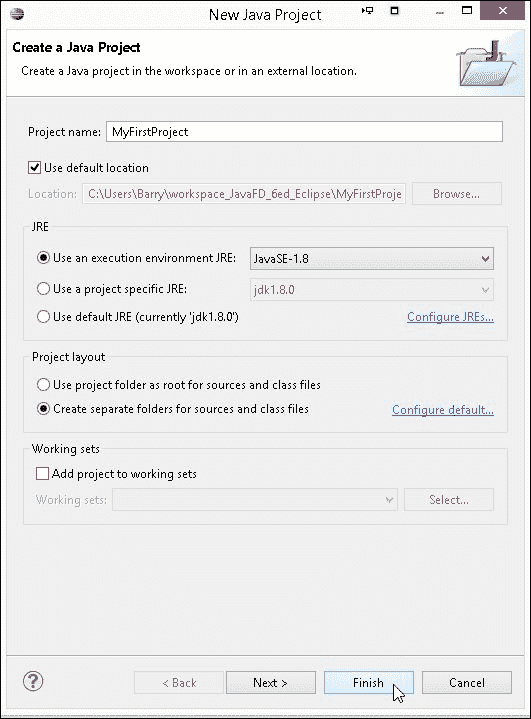 New Java Project
Create a Java Project
Create a Java project in the workspace or in an external location.
Project name: MyFirstProject
Use default location
Location: C:\Users\Barry\workspace_JavaFD_6ed_Eclipse\MyFirstProje Browse...
JRE
Use an execution environment JRE: JavaSE-1.8
Use a project specific JRE: jdk1.8.0
Use default JRE (currently 'jdk1.8.0') Configure JREs...
Project layout
Use project folder as root for sources and class files
Create separate folders for sources and class files Configure default...
Working sets
Add project to working sets
Working sets: Select...
? < Back Next > Finish Cancel